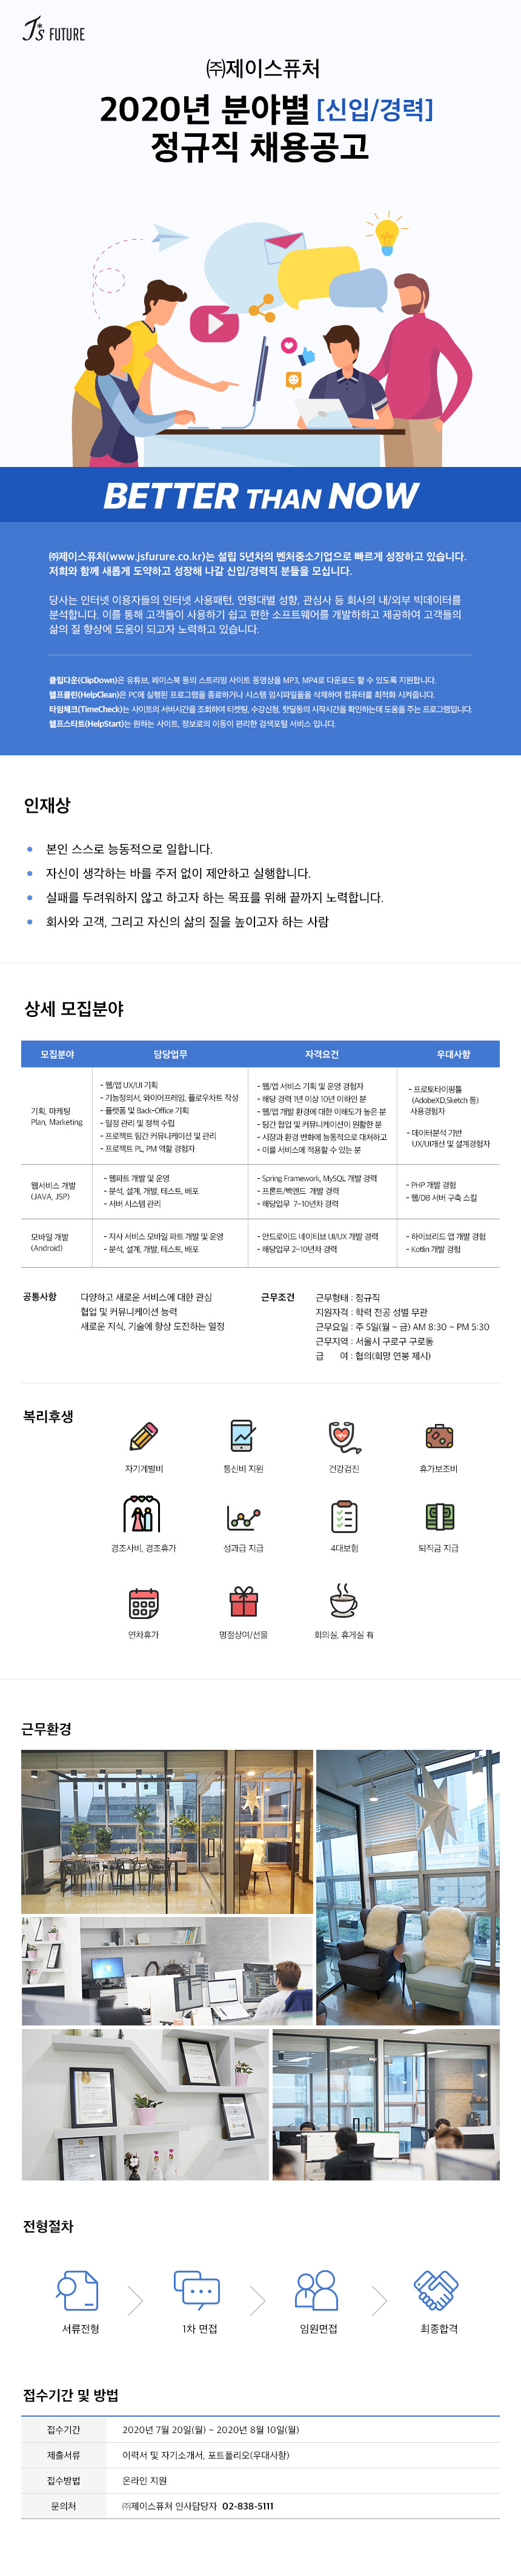 J's FUTURE
㈜제이스퓨처
2020년 분야별 [신입/경력]
정규직 채용공고
BETTER THAN NOW
㈜제이스퓨처(www.jsfurure.co.kr)는 설립 5년차의 벤처중소기업으로 빠르게 성장하고 있습니다.
저희와 함께 새롭게 도약하고 성장해 나갈 신입/경력직 분들을 모십니다.
당사는 인터넷 이용자들의 인터넷 사용패턴, 연령대별 성향, 관심사 등 회사의 내/외부 빅데이터를
분석합니다. 이를 통해 고객들이 사용하기 쉽고 편한 소프트웨어를 개발하하고 제공하여 고객들의
삶의 질 향상에 도움이 되고자 노력하고 있습니다.
클립다운(ClipDown)은 유튜브, 페이스북 등의 스트리밍 사이트 동영상을 MP3, MP4로 다운로드 할 수 있도록 지원합니다.
헬프클린(HelpClean)은 PC에 실행된 프로그램을 종료하거나 시스템 임시파일들을 삭제하여 컴퓨터를 최적화 시켜줍니다.
타임체크(TimeCheck)는 사이트의 서버시간을 조회하여 티켓팅, 수강신청, 핫딜등의 시작시간을 확인하는데 도움을 주는 프로그램입니다.
헬프스타트(HelpStart)는 원하는 사이트, 정보로의 이동이 편리한 검색포털 서비스 입니다.
인재상
본인 스스로 능동적으로 일합니다.
자신이 생각하는 바를 주저 없이 제안하고 실행합니다.
실패를 두려워하지 않고 하고자 하는 목표를 위해 끝까지 노력합니다.
회사와 고객, 그리고 자신의 삶의 질을 높이고자 하는 사람
상세 모집분야
모집분야 담당업무 자격요건 우대사항
기획, 마케팅
Plan, Marketing
- 웹/앱 UX/UI 기획
- 기능정의서, 와이어프레임, 플로우차트 작성
- 플랫폼 및 Back-Office 기획
- 일정 관리 및 정책 수립
- 프로젝트 팀간 커뮤니케이션 및 관리
- 프로젝트 PL, PM 역할 경험자
- 웹/앱 서비스 기획 및 운영 경험자
- 해당 경력 1년 이상 10년 이하인 분
- 웹/앱 개발 환경에 대한 이해도가 높은 분
- 팀간 협업 및 커뮤니케이션이 원활한 분
- 시장과 환경 변화에 능동적으로 대처하고
- 이를 서비스에 적용할 수 있는 분
- 프로토타이핑툴
(AdobeXD,Sketch 등)
사용경험자
- 데이터분석 기반
UX/UI개선 및 설계경험자
웹서비스 개발
(JAVA, JSP)
- 웹파트 개발 및 운영
- 분석, 설계, 개발, 테스트, 배포
- 서버 시스템 관리
- Spring Framework, MySQL 개발 경력
- 프론트/백엔드 개발 경력
- 해당업무 7~10년차 경력
- PHP 개발 경험
- 웹/DB 서버 구축 스킬
모바일 개발
(Android)
- 자사 서비스 모바일 파트 개발 및 운영
- 분석, 설계, 개발, 테스트, 배포
- 안드로이드 네이티브 UI/UX 개발 경력
- 해당업무 2~10년차 경력
- 하이브리드 앱 개발 경험
- Kotlin 개발 경험
공통사항
다양하고 새로운 서비스에 대한 관심
협업 및 커뮤니케이션 능력
새로운 지식, 기술에 항상 도전하는 열정
근무조건
근무형태 : 정규직
지원자격 : 학력 전공 성별 무관
근무요일 : 주 5일(월 ~ 금) AM 8:30 ~ PM 5:30
근무지역 : 서울시 구로구 구로동
급 여 : 협의(희망 연봉 제시)
복리후생
자기계발비 통신비 지원 건강검진 휴가보조비
경조사비, 경조휴가 성과급 지급 4대보험 퇴직금 지급
연차휴가 명절상여/선물 회의실, 휴게실 有
근무환경
전형절차
서류전형 1차 면접 임원면접 최종합격
접수기간 및 방법
접수기간 2020년 7월 20일(월) ~ 2020년 8월 10일(월)
제출서류 이력서 및 자기소개서, 포트폴리오(우대사항)
접수방법 온라인 지원
문의처 ㈜제이스퓨처 인사담당자 02-838-5111